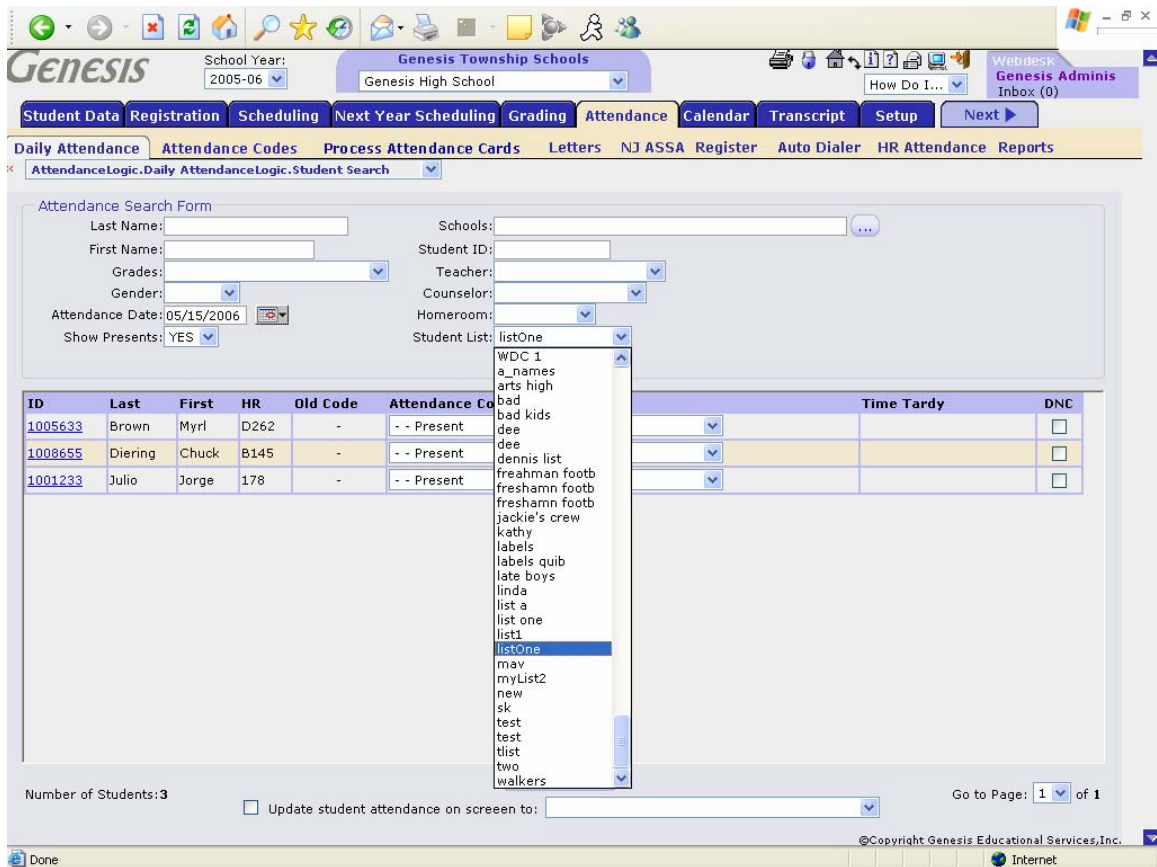 Genesis
School Year:
2005-06
Genesis Township Schools
Genesis High School
How Do I...
Webdesk
Genesis Adminis
Inbox (0)
Student Data Registration Scheduling Next Year Scheduling Grading Attendance Calendar Transcript Setup Next
Daily Attendance Attendance Codes Process Attendance Cards Letters NJ ASSA Register Auto Dialer HR Attendance Reports
AttendanceLogic.Daily AttendanceLogic.Student Search
Attendance Search Form
Last Name: Schools: ...
First Name: Student ID:
Grades: Teacher:
Gender: Counselor:
Attendance Date: 05/15/2006 Homeroom:
Show Presents: YES Student List: listOne
WDC 1
a_names
arts high
bad
bad kids
dee
dee
dennis list
freahman footb
freshamn footb
freshamn footb
jackie's crew
kathy
labels
labels quib
late boys
linda
list a
list one
list1
listOne
mav
myList2
new
sk
test
test
tlist
two
walkers
ID Last First HR Old Code Attendance Co Time Tardy DNC
1005633 Brown Myrl D262 - - - Present
1008655 Diering Chuck B145 - - - Present
1001233 Julio Jorge 178 - - - Present
Number of Students:3
Update student attendance on screeen to:
Go to Page: 1 of 1
©Copyright Genesis Educational Services,Inc.
Done Internet